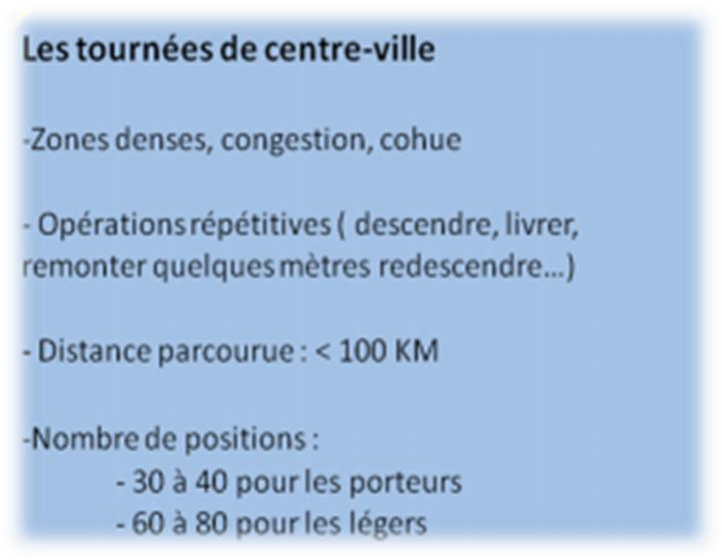 Les tournées de centre-ville
-Zones denses, congestion, cohue
- Opérations répétitives ( descendre, livrer,
remonter quelques mètres redescendre...)
- Distance parcourue : < 100 KM
-Nombre de positions :
- 30 à 40 pour les porteurs
- 60 à 80 pour les légers